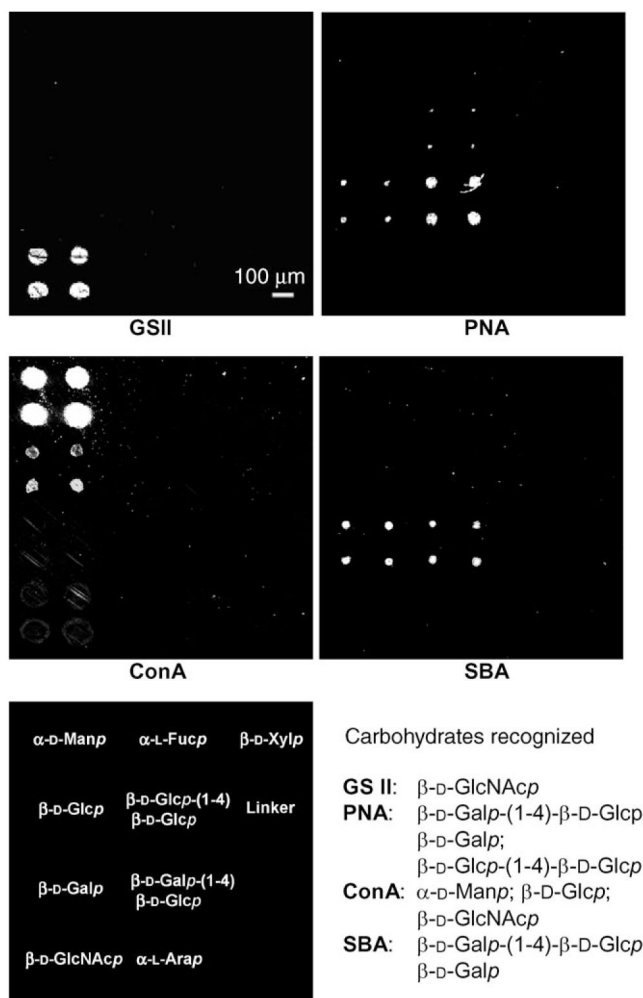 100 μm
GSII
PNA
ConA
SBA
α-D-Manp
α-L-Fucp
β-D-Xylp
β-D-Glcp
β-D-Glcp-(1-4)
β-D-Glcp
Linker
β-D-Galp
β-D-Galp-(1-4)
β-D-Glcp
β-D-GlcNAcp
α-L-Arap
Carbohydrates recognized
GS II: β-D-GlcNAcp
PNA: β-D-Galp-(1-4)-β-D-Glcp
β-D-Galp;
β-D-Glcp-(1-4)-β-D-Glcp
ConA: α-D-Manp; β-D-Glcp;
β-D-GlcNAcp
SBA: β-D-Galp-(1-4)-β-D-Glcp
β-D-Galp